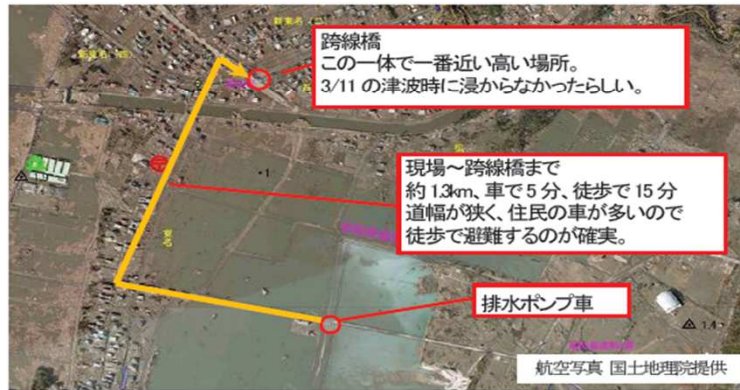 跨線橋
この一体で一番近い高い場所。
3/11 の津波時に浸からなかったらしい。
現場～跨線橋まで
約 1.3km、車で 5 分、徒歩で 15 分
道幅が狭く、住民の車が多いので
徒歩で避難するのが確実。
排水ポンプ車
1
1.4
航空写真 国土地理院提供